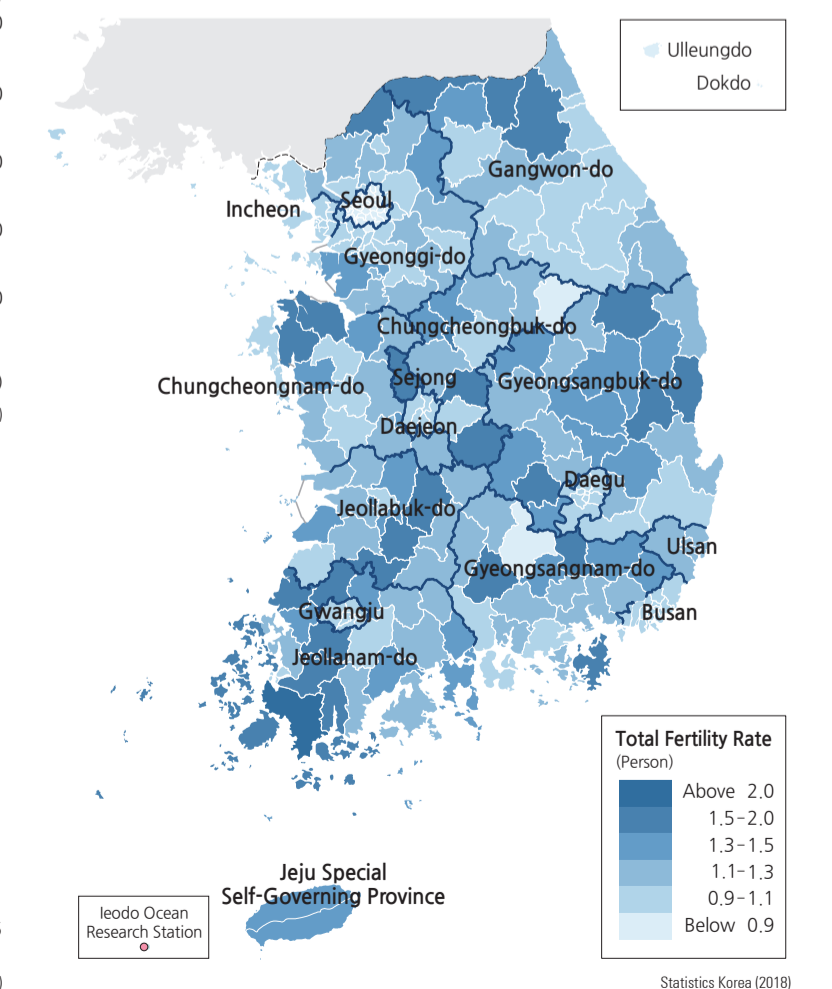 Ulleungdo
Dokdo
Gangwon-do
Seoul
Incheon
Gyeonggi-do
Chungcheongbuk-do
Sejong
Gyeongsangbuk-do
Chungcheongnam-do
Daejeon
Daegu
Jeollabuk-do
Ulsan
Gyeongsangnam-do
Gwangju
Busan
Jeollanam-do
Total Fertility Rate
(Person)
Above 2.0
1.5-2.0
1.3-1.5
1.1-1.3
0.9-1.1
Below 0.9
Jeju Special
Self-Governing Province
Ieodo Ocean
Research Station
Statistics Korea (2018)